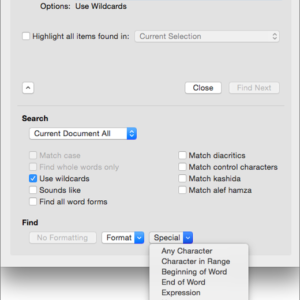 Options: Use Wildcards
Highlight all items found in: Current Selection
Close Find Next
Search
Current Document All
Match case Match diacritics
Find whole words only Match control characters
Use wildcards Match kashida
Sounds like Match alef hamza
Find all word forms
Find
No Formatting Format Special
Any Character
Character in Range
Beginning of Word
End of Word
Expression